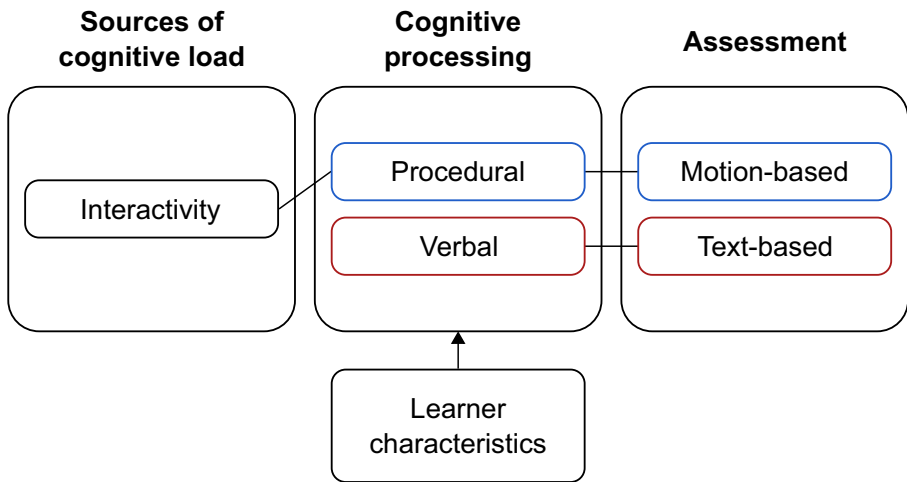 Sources of
cognitive load
Cognitive
processing
Assessment
Interactivity
Procedural
Verbal
Motion-based
Text-based
Learner
characteristics